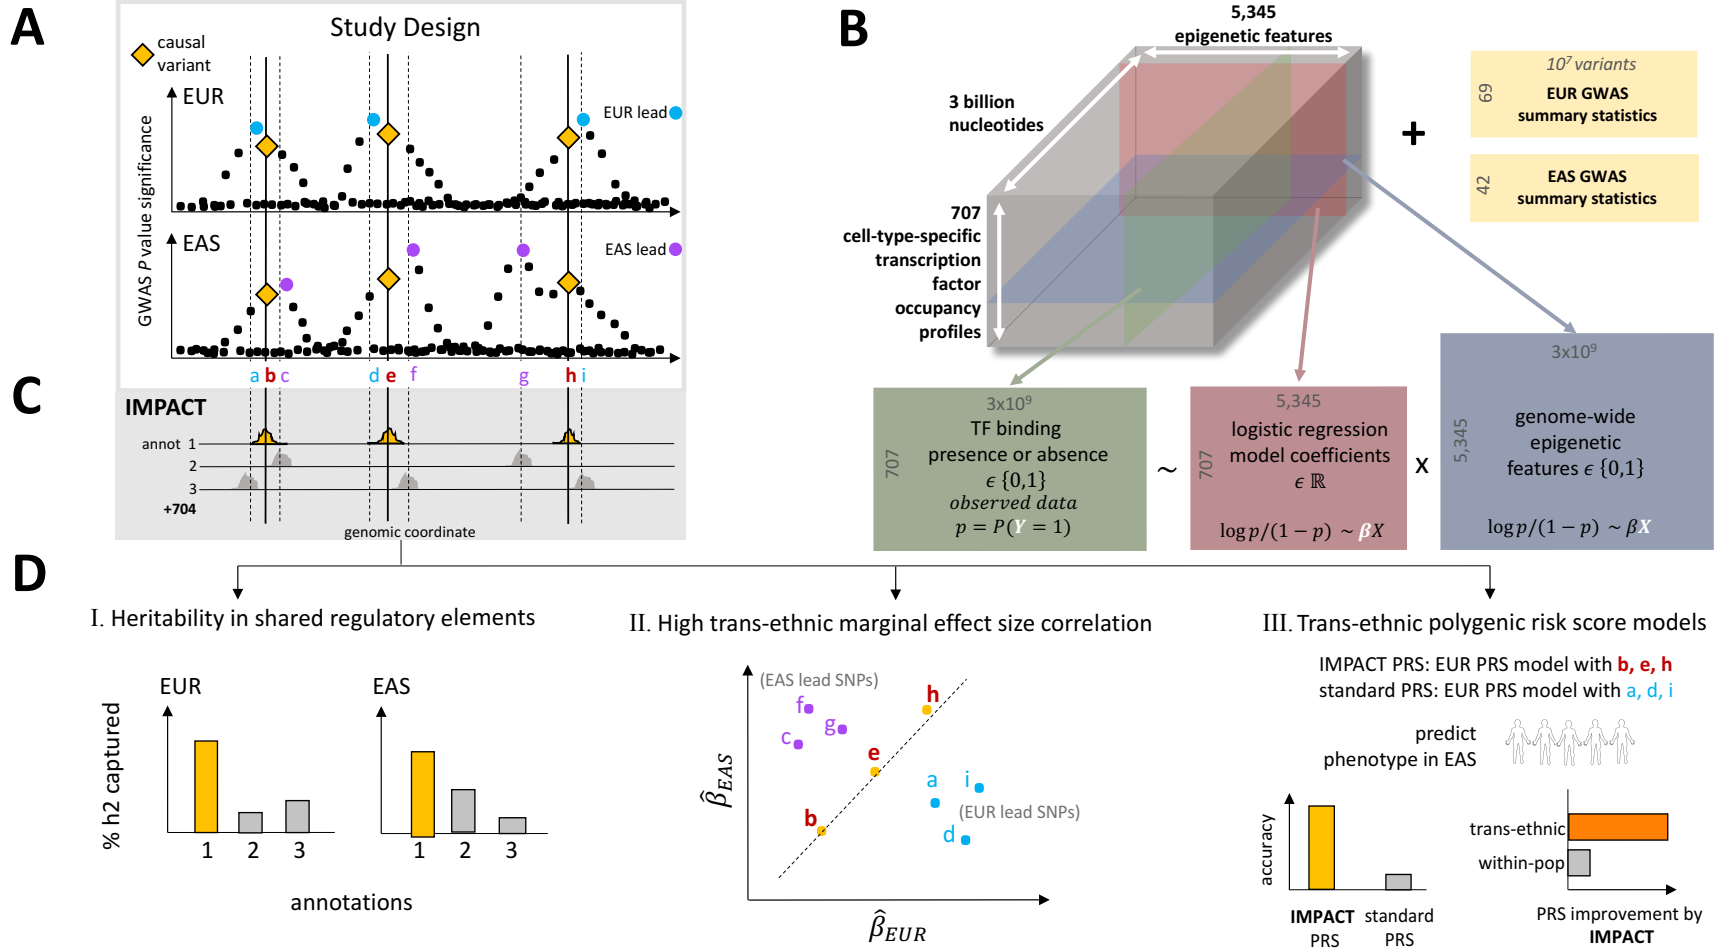 A
Study Design
causal
variant
EUR
EUR lead
GWAS P value significance
EAS
EAS lead
a b c d e f g h i
C
IMPACT
annot 1
2
3
+704
genomic coordinate
B
5,345
epigenetic features
3 billion
nucleotides
707
cell-type-specific
transcription
factor
occupancy
profiles
+
10⁷ variants
69
EUR GWAS
summary statistics
42
EAS GWAS
summary statistics
3x10⁹
707
TF binding
presence or absence
ϵ {0,1}
observed data
p = P(Y = 1)
~
5,345
707
logistic regression
model coefficients
ϵ ℝ
log p/(1 − p) ~ βX
X
3x10⁹
5,345
genome-wide
epigenetic
features ϵ {0,1}
log p/(1 − p) ~ βX
D
I. Heritability in shared regulatory elements
EUR
EAS
% h2 captured
1 2 3
1 2 3
annotations
II. High trans-ethnic marginal effect size correlation
(EAS lead SNPs)
f
g
c
h
e
b
a
i
d
(EUR lead SNPs)
β̂EAS
β̂EUR
III. Trans-ethnic polygenic risk score models
IMPACT PRS: EUR PRS model with b, e, h
standard PRS: EUR PRS model with a, d, i
predict
phenotype in EAS
accuracy
IMPACT
PRS
standard
PRS
trans-ethnic
within-pop
PRS improvement by
IMPACT